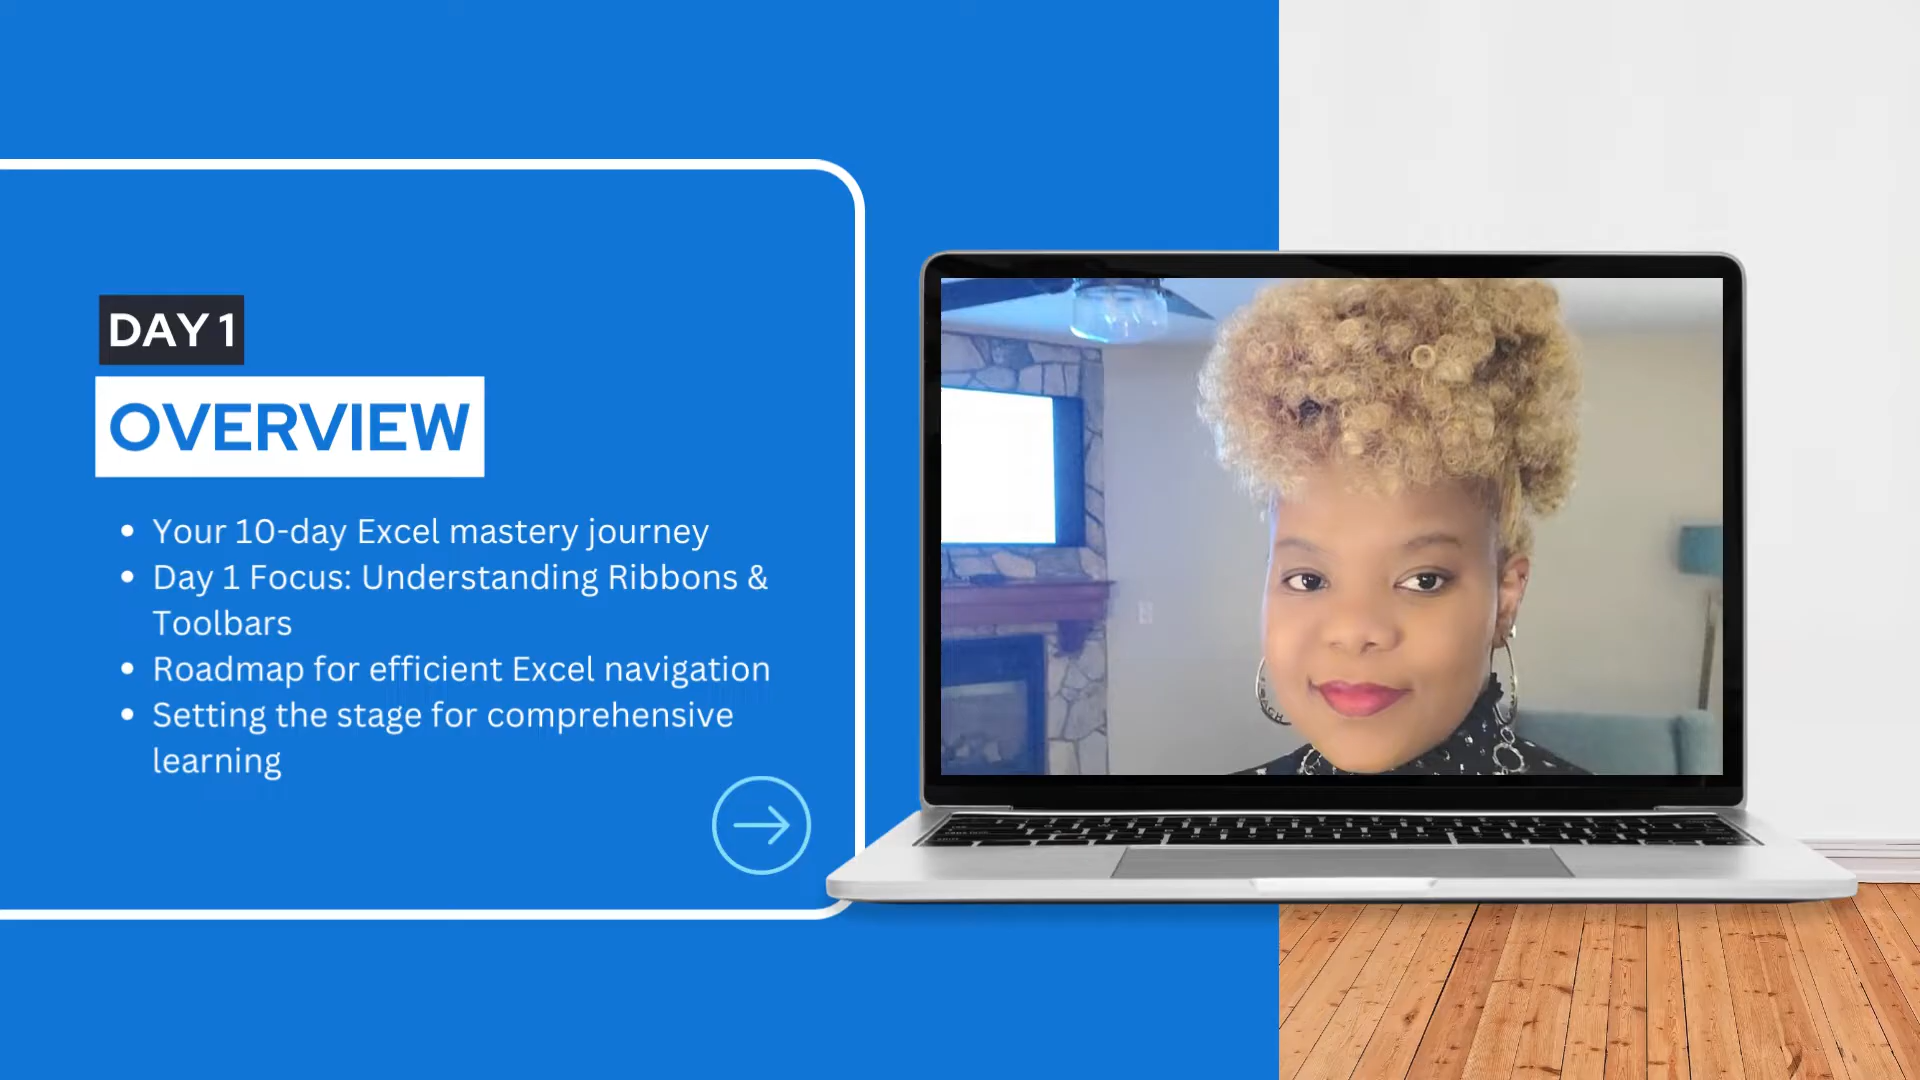 DAY 1
OVERVIEW
Your 10-day Excel mastery journey
Day 1 Focus: Understanding Ribbons &
Toolbars
Roadmap for efficient Excel navigation
Setting the stage for comprehensive
learning